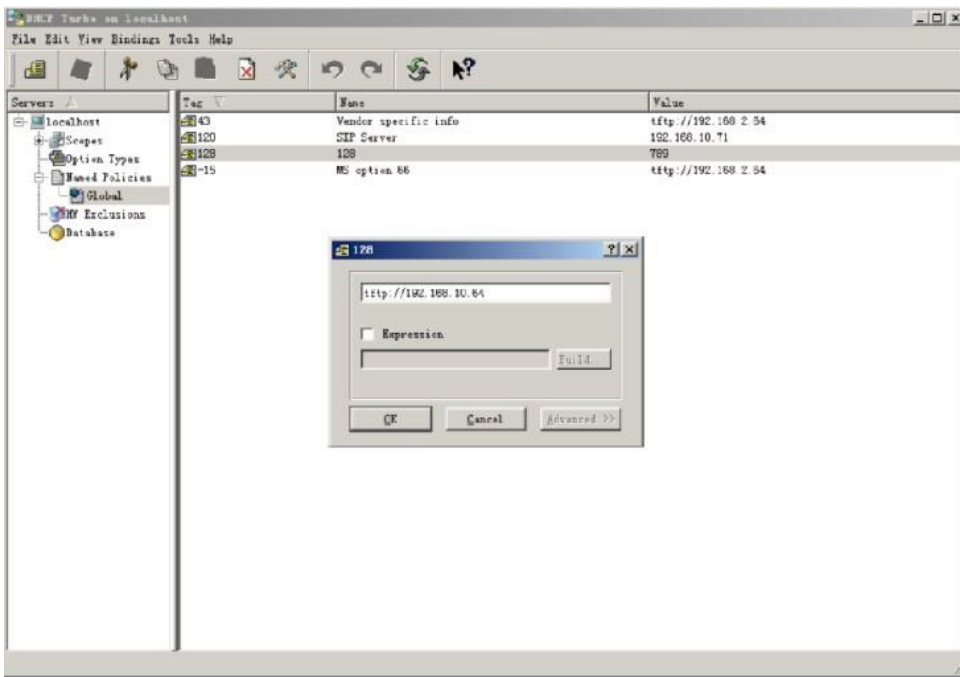 DHCP Turbo on localhost
File Edit View Bindings Tools Help
Servers
Tag
Name
Value
localhost
Scopes
Option Types
Named Policies
Global
HW Exclusions
Database
43 Vendor specific info tftp://192.168.2.54
120 SIP Server 192.168.10.71
128 128 789
-15 MS option 66 tftp://192.168.2.54
128
tftp://192.168.10.64
Expression
Build...
OK
Cancel
Advanced >>